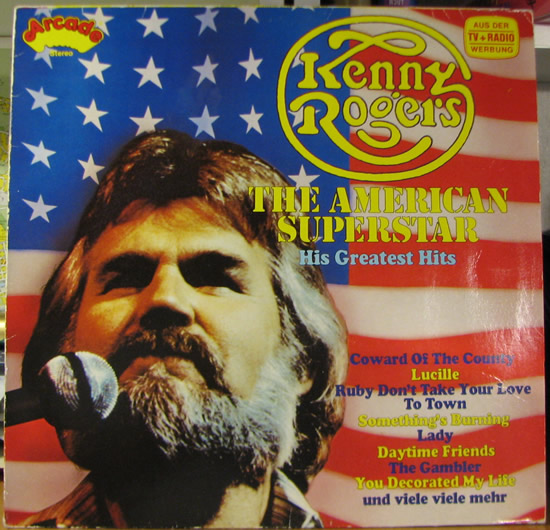 Arcade
Stereo
AUS DER
TV+RADIO
WERBUNG
Kenny
Rogers
THE AMERICAN
SUPERSTAR
His Greatest Hits
Coward Of The County
Lucille
Ruby Don't Take Your Love
To Town
Something's Burning
Lady
Daytime Friends
The Gambler
You Decorated My Life
und viele viele mehr